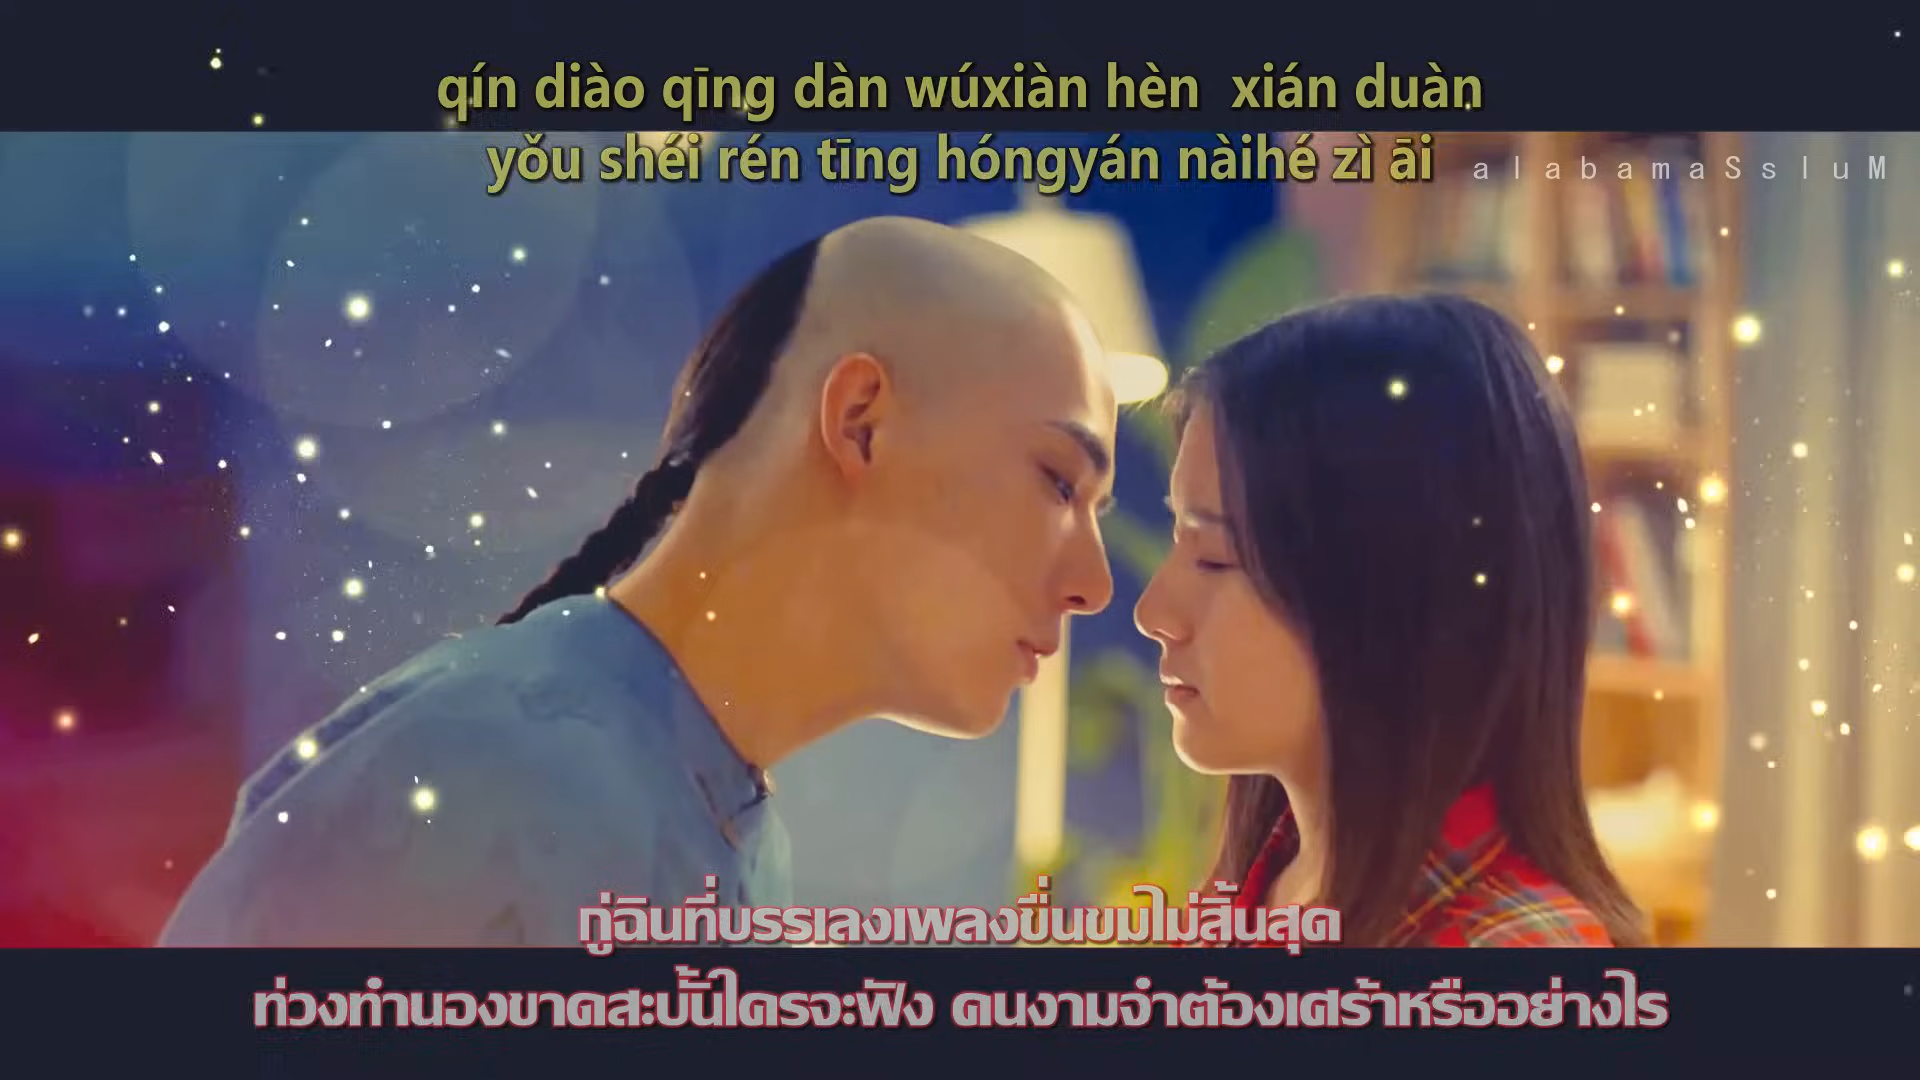 qín diào qīng dàn wúxiàn hèn xián duàn
yǒu shéi rén tīng hóngyán nàihé zì āi
alabamaSsluM
กู่ฉินที่บรรเลงเพลงขื่นขมไม่สิ้นสุด
ท่วงทำนองขาดสะบั้นใครจะฟัง คนงามจำต้องเศร้าหรืออย่างไร